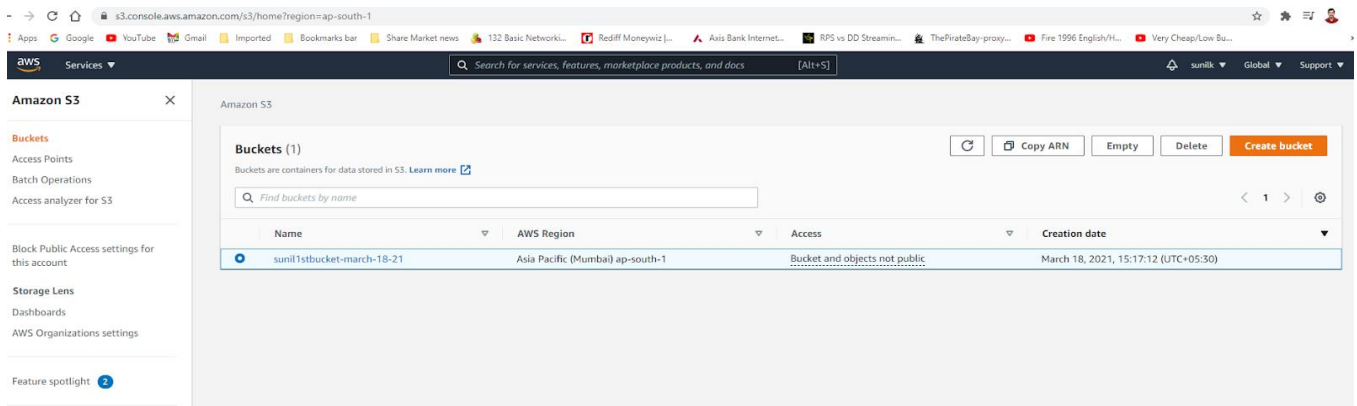 s3.console.aws.amazon.com/s3/home?region=ap-south-1
Apps Google YouTube Gmail Imported Bookmarks bar Share Market news 132 Basic Networki... Rediff Moneywiz |... Axis Bank Internet... RPS vs DD Streamin... ThePirateBay-proxy... Fire 1996 English/H... Very Cheap/Low Bu...
aws Services ▼ Search for services, features, marketplace products, and docs [Alt+S] sunilk ▼ Global ▼ Support ▼
Amazon S3
Buckets
Access Points
Batch Operations
Access analyzer for S3
Block Public Access settings for
this account
Storage Lens
Dashboards
AWS Organizations settings
Feature spotlight 2
Amazon S3
Buckets (1)
Copy ARN Empty Delete Create bucket
Buckets are containers for data stored in S3. Learn more
Find buckets by name
1
Name AWS Region Access Creation date
sunil1stbucket-march-18-21 Asia Pacific (Mumbai) ap-south-1 Bucket and objects not public March 18, 2021, 15:17:12 (UTC+05:30)